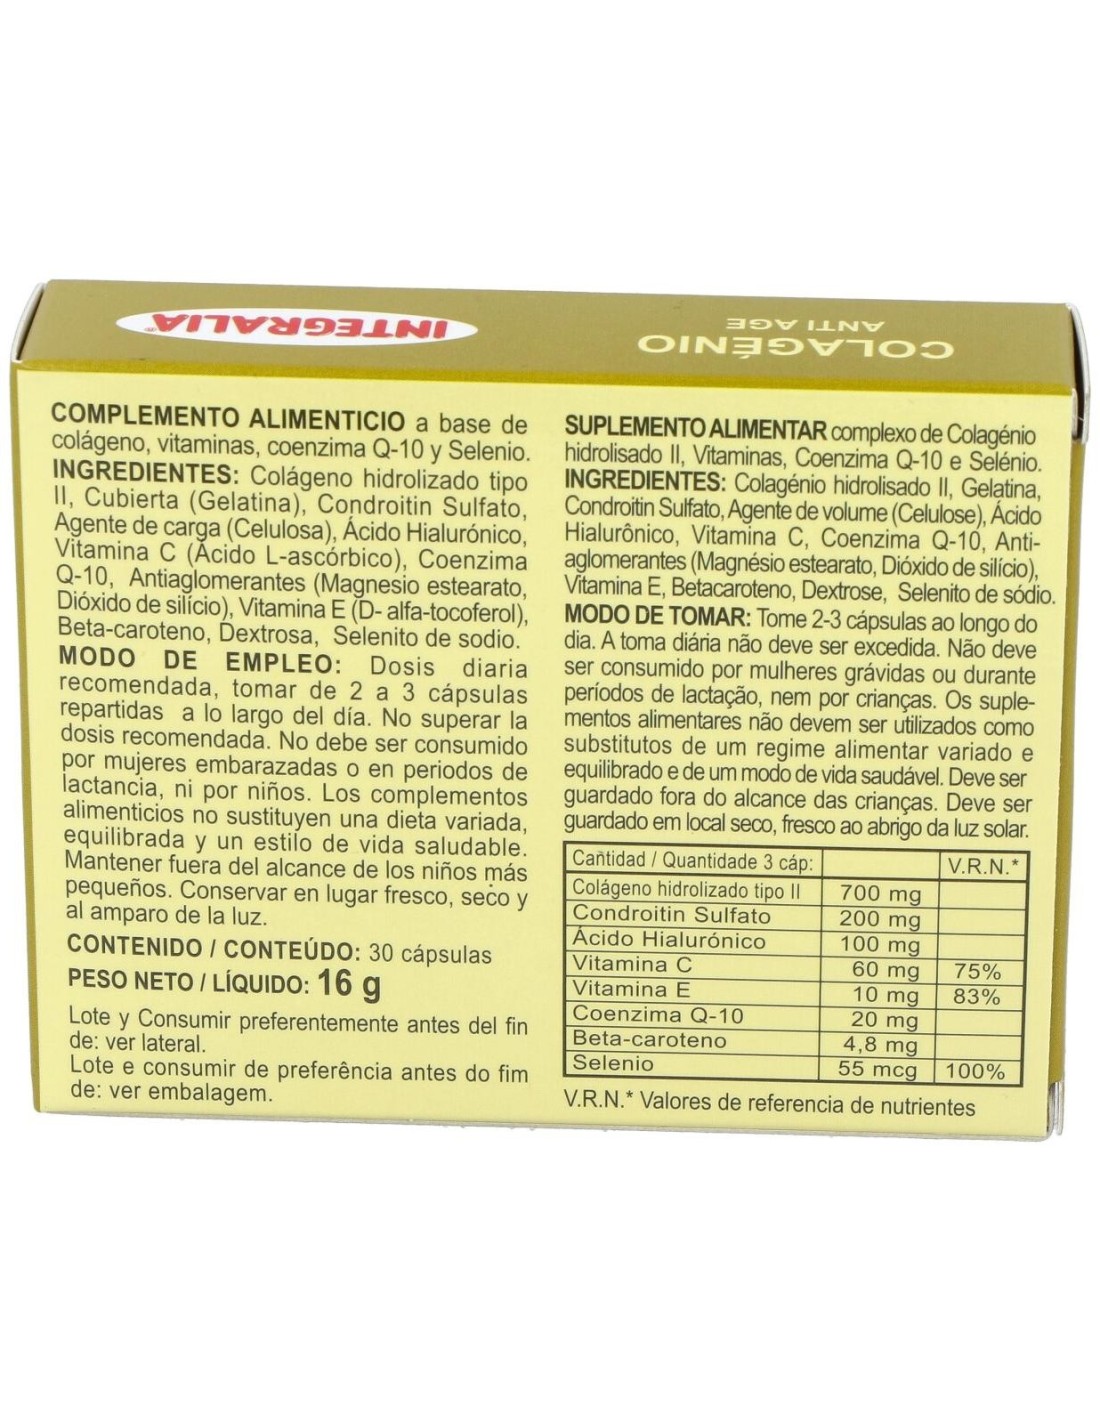 INTEGRALIA®
COLAGÉNIO
ANTI AGE
COMPLEMENTO ALIMENTICIO a base de
colágeno, vitaminas, coenzima Q-10 y Selenio.
INGREDIENTES: Colágeno hidrolizado tipo
II, Cubierta (Gelatina), Condroitin Sulfato,
Agente de carga (Celulosa), Ácido Hialurónico,
Vitamina C (Ácido L-ascórbico), Coenzima
Q-10, Antiaglomerantes (Magnesio estearato,
Dióxido de silício), Vitamina E (D- alfa-tocoferol),
Beta-caroteno, Dextrosa, Selenito de sodio.
MODO DE EMPLEO: Dosis diaria
recomendada, tomar de 2 a 3 cápsulas
repartidas a lo largo del día. No superar la
dosis recomendada. No debe ser consumido
por mujeres embarazadas o en periodos de
lactancia, ni por niños. Los complementos
alimenticios no sustituyen una dieta variada,
equilibrada y un estilo de vida saludable.
Mantener fuera del alcance de los niños más
pequeños. Conservar en lugar fresco, seco y
al amparo de la luz.
CONTENIDO / CONTEÚDO: 30 cápsulas
PESO NETO / LÍQUIDO: 16 g
Lote y Consumir preferentemente antes del fin
de: ver lateral.
Lote e consumir de preferência antes do fim
de: ver embalagem.
SUPLEMENTO ALIMENTAR complexo de Colagénio
hidrolisado II, Vitaminas, Coenzima Q-10 e Selénio.
INGREDIENTES: Colagénio hidrolisado II, Gelatina,
Condroitin Sulfato, Agente de volume (Celulose), Ácido
Hialurônico, Vitamina C, Coenzima Q-10, Anti-
aglomerantes (Magnésio estearato, Dióxido de silício),
Vitamina E, Betacaroteno, Dextrose, Selenito de sódio.
MODO DE TOMAR: Tome 2-3 cápsulas ao longo do
dia. A toma diária não deve ser excedida. Não deve
ser consumido por mulheres grávidas ou durante
períodos de lactação, nem por crianças. Os suple-
mentos alimentares não devem ser utilizados como
substitutos de um regime alimentar variado e
equilibrado e de um modo de vida saudável. Deve ser
guardado fora do alcance das crianças. Deve ser
guardado em local seco, fresco ao abrigo da luz solar.
Cantidad / Quantidade 3 cáp: V.R.N.*
Colágeno hidrolizado tipo II 700 mg
Condroitin Sulfato 200 mg
Ácido Hialurónico 100 mg
Vitamina C 60 mg 75%
Vitamina E 10 mg 83%
Coenzima Q-10 20 mg
Beta-caroteno 4,8 mg
Selenio 55 mcg 100%
V.R.N.* Valores de referencia de nutrientes